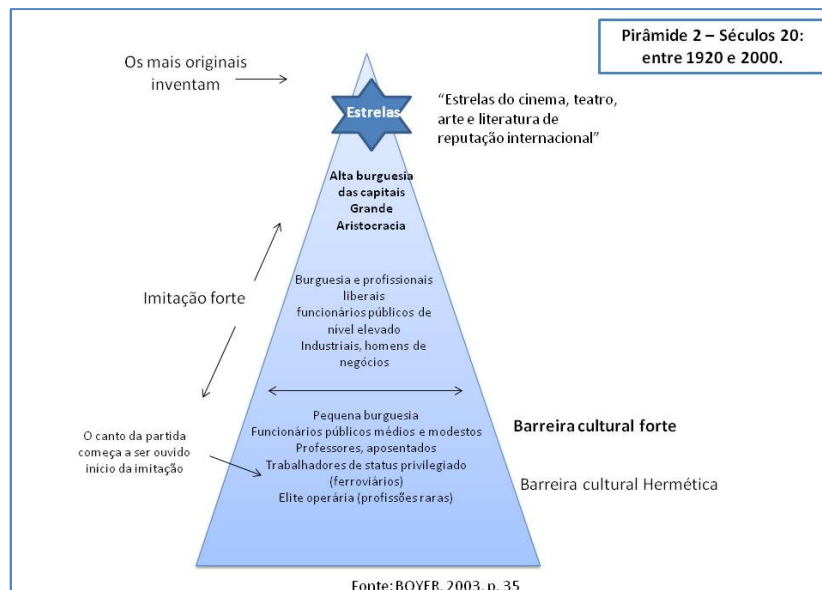 Pirâmide 2 – Séculos 20:
entre 1920 e 2000.
Os mais originais
inventam
Estrelas
“Estrelas do cinema, teatro,
arte e literatura de
reputação internacional”
Alta burguesia
das capitais
Grande
Aristocracia
Imitação forte
Burguesia e profissionais
liberais
funcionários públicos de
nível elevado
Industriais, homens de
negócios
O canto da partida
começa a ser ouvido
início da imitação
Pequena burguesia
Funcionários públicos médios e modestos
Professores, aposentados
Trabalhadores de status privilegiado
(ferroviários)
Elite operária (profissões raras)
Barreira cultural forte
Barreira cultural Hermética
Fonte: BOYER, 2003, p. 35